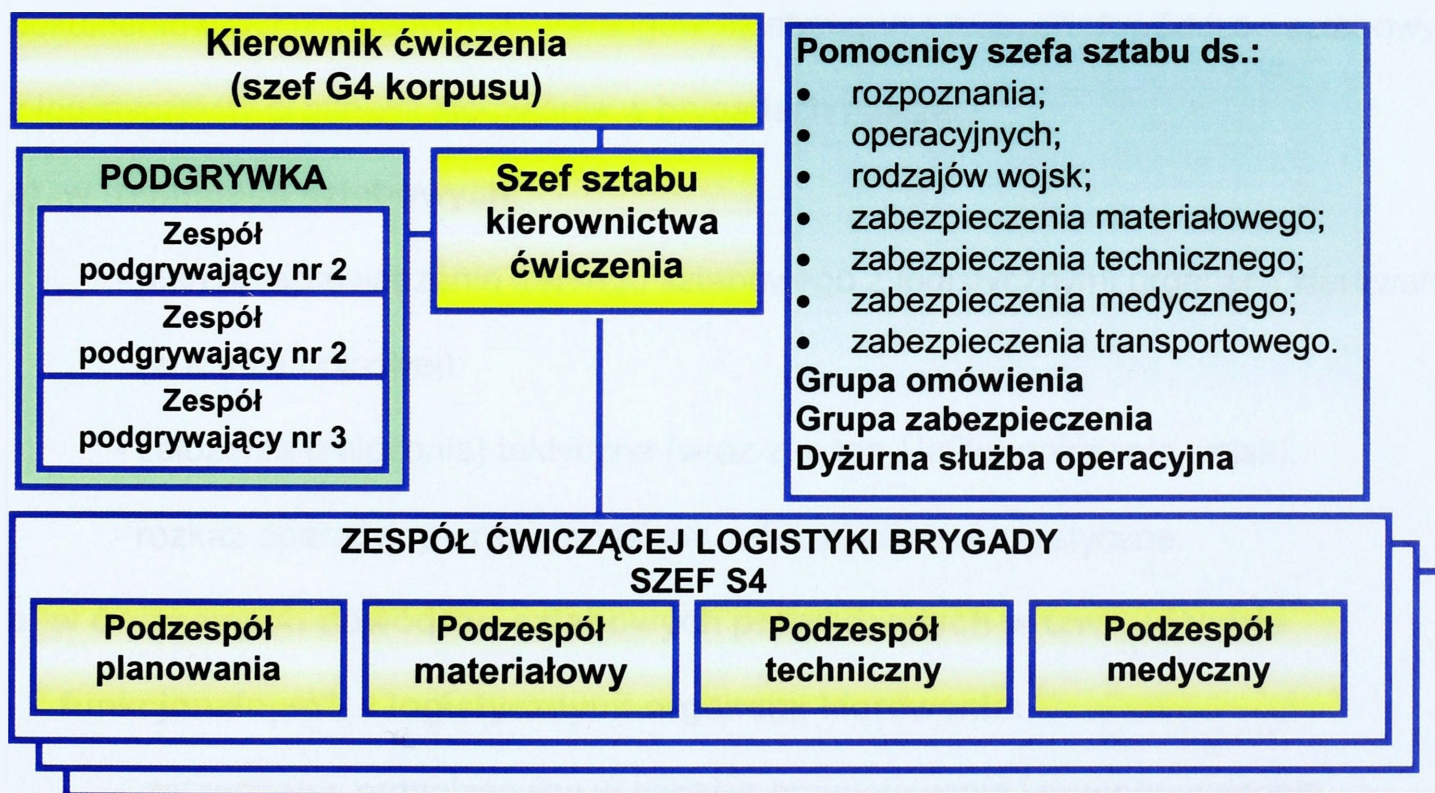 Kierownik ćwiczenia
(szef G4 korpusu)
PODGRYWKA
Zespół
podgrywający nr 2
Zespół
podgrywający nr 2
Zespół
podgrywający nr 3
Szef sztabu
kierownictwa
ćwiczenia
Pomocnicy szefa sztabu ds.:
• rozpoznania;
• operacyjnych;
• rodzajów wojsk;
• zabezpieczenia materiałowego;
• zabezpieczenia technicznego;
• zabezpieczenia medycznego;
• zabezpieczenia transportowego.
Grupa omówienia
Grupa zabezpieczenia
Dyżurna służba operacyjna
ZESPÓŁ ĆWICZĄCEJ LOGISTYKI BRYGADY
SZEF S4
Podzespół
planowania
Podzespół
materiałowy
Podzespół
techniczny
Podzespół
medyczny